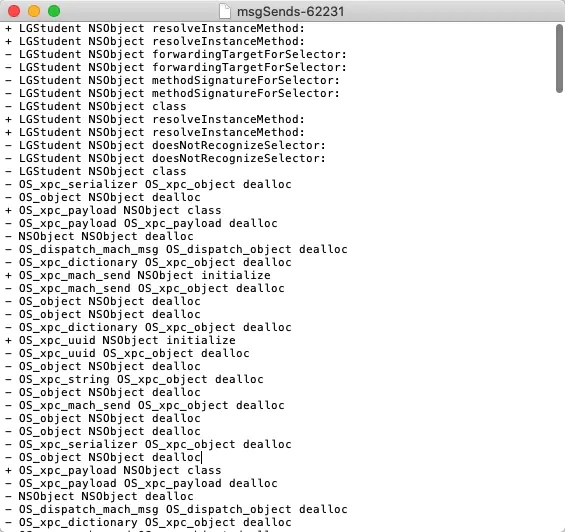 msgSends-62231
+ LGStudent NSObject resolveInstanceMethod:
+ LGStudent NSObject resolveInstanceMethod:
- LGStudent NSObject forwardingTargetForSelector:
- LGStudent NSObject forwardingTargetForSelector:
- LGStudent NSObject methodSignatureForSelector:
- LGStudent NSObject methodSignatureForSelector:
- LGStudent NSObject class
+ LGStudent NSObject resolveInstanceMethod:
+ LGStudent NSObject resolveInstanceMethod:
- LGStudent NSObject doesNotRecognizeSelector:
- LGStudent NSObject doesNotRecognizeSelector:
- LGStudent NSObject class
- OS_xpc_serializer OS_xpc_object dealloc
- OS_object NSObject dealloc
+ OS_xpc_payload NSObject class
- OS_xpc_payload OS_xpc_payload dealloc
- NSObject NSObject dealloc
- OS_dispatch_mach_msg OS_dispatch_object dealloc
- OS_xpc_dictionary OS_xpc_object dealloc
+ OS_xpc_mach_send NSObject initialize
- OS_xpc_mach_send OS_xpc_object dealloc
- OS_object NSObject dealloc
- OS_object NSObject dealloc
- OS_xpc_dictionary OS_xpc_object dealloc
+ OS_xpc_uuid NSObject initialize
- OS_xpc_uuid OS_xpc_object dealloc
- OS_object NSObject dealloc
- OS_xpc_string OS_xpc_object dealloc
- OS_object NSObject dealloc
- OS_xpc_mach_send OS_xpc_object dealloc
- OS_object NSObject dealloc
- OS_object NSObject dealloc
- OS_xpc_serializer OS_xpc_object dealloc
- OS_object NSObject dealloc
+ OS_xpc_payload NSObject class
- OS_xpc_payload OS_xpc_payload dealloc
- NSObject NSObject dealloc
- OS_dispatch_mach_msg OS_dispatch_object dealloc
- OS_xpc_dictionary OS_xpc_object dealloc